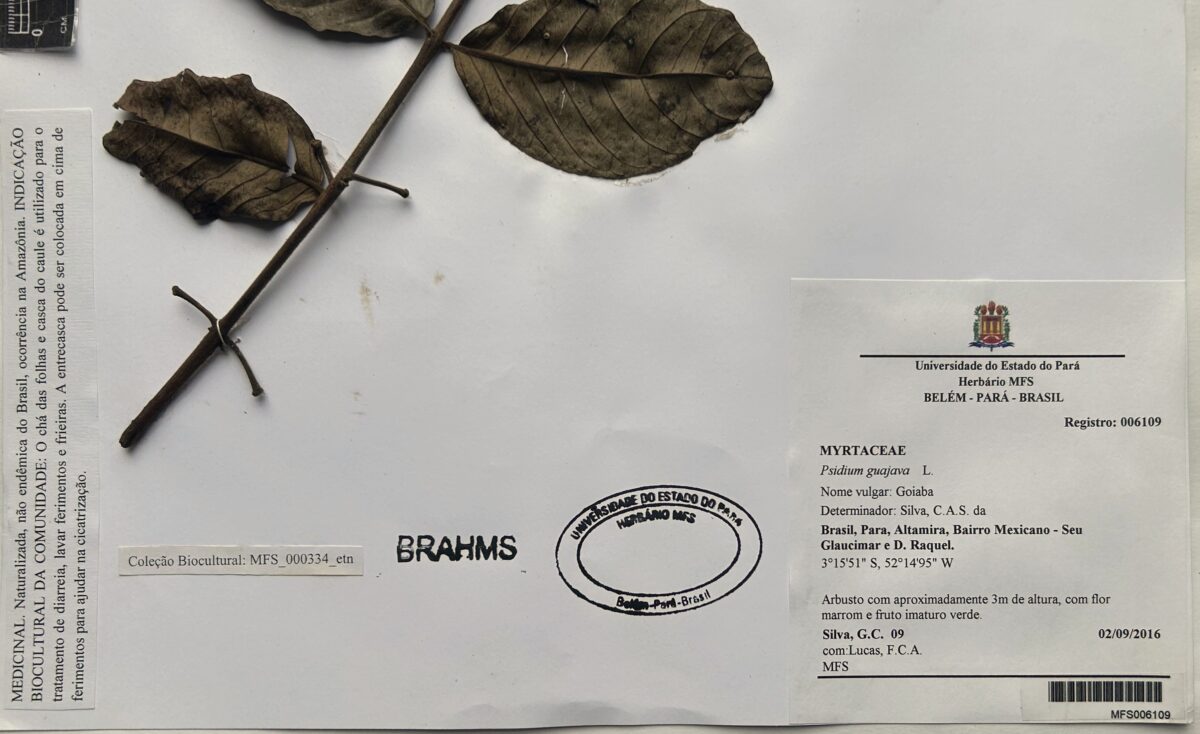 0
CM
MEDICINAL. Naturalizada, não endêmica do Brasil, ocorrência na Amazônia. INDICAÇÃO
BIOCULTURAL DA COMUNIDADE: O chá das folhas e casca do caule é utilizado para o
tratamento de diarreia, lavar ferimentos e frieiras. A entrecasca pode ser colocada em cima de
ferimentos para ajudar na cicatrização.
Coleção Biocultural: MFS_000334_etn
BRAHMS
UNIVERSIDADE DO ESTADO DO PARÁ
HERBÁRIO MFS
Belém-Pará-Brasil
Universidade do Estado do Pará
Herbário MFS
BELÉM - PARÁ - BRASIL
Registro: 006109
MYRTACEAE
Psidium guajava L.
Nome vulgar: Goiaba
Determinador: Silva, C.A.S. da
Brasil, Para, Altamira, Bairro Mexicano - Seu
Glaucimar e D. Raquel.
3°15'51" S, 52°14'95" W
Arbusto com aproximadamente 3m de altura, com flor
marrom e fruto imaturo verde.
Silva, G.C. 09 02/09/2016
com:Lucas, F.C.A.
MFS
MFS006109